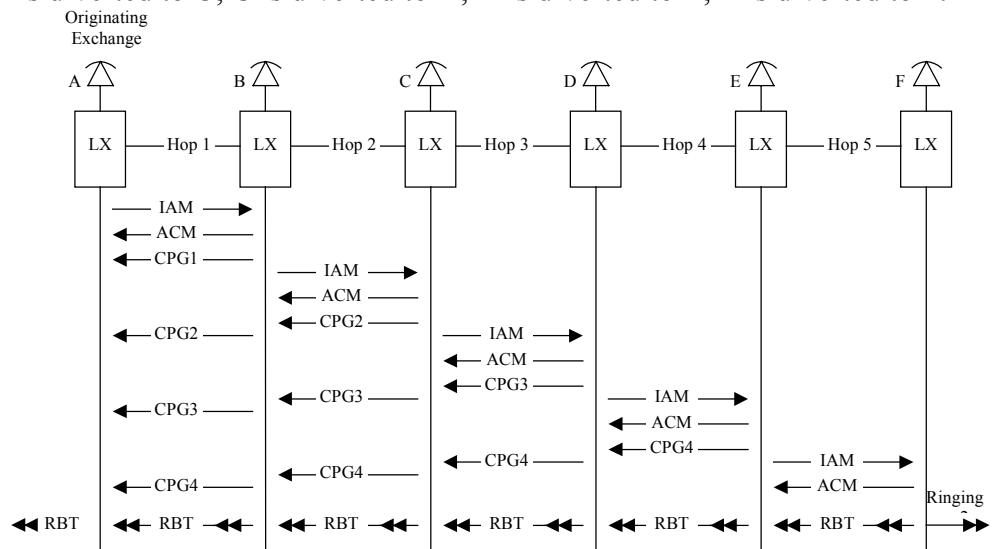 Originating
Exchange
A B C D E F
LX Hop 1 LX Hop 2 LX Hop 3 LX Hop 4 LX Hop 5 LX
IAM
ACM
CPG1
IAM
ACM
CPG2
CPG2
IAM
ACM
CPG3
CPG3
CPG3
IAM
ACM
CPG4
CPG4
CPG4
CPG4
IAM
ACM
Ringing
RBT RBT RBT RBT RBT RBT